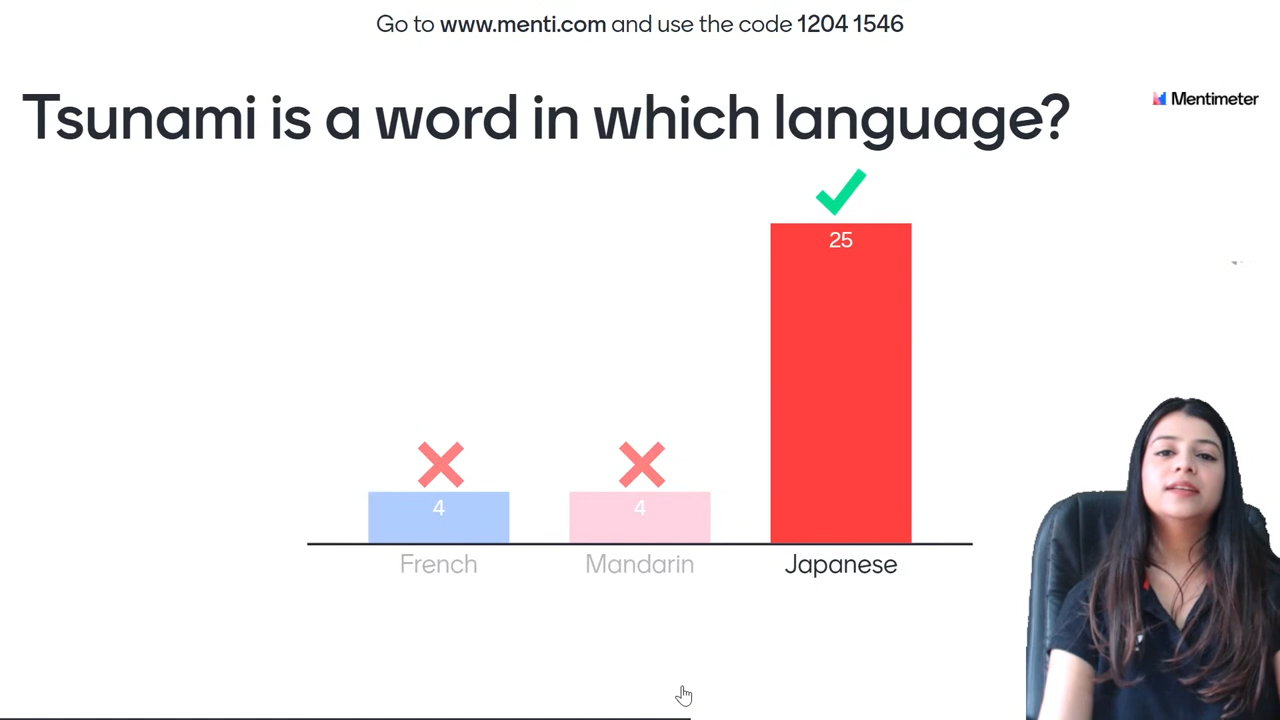 Go to www.menti.com and use the code 1204 1546
Tsunami is a word in which language?
Mentimeter
25
4
4
French
Mandarin
Japanese